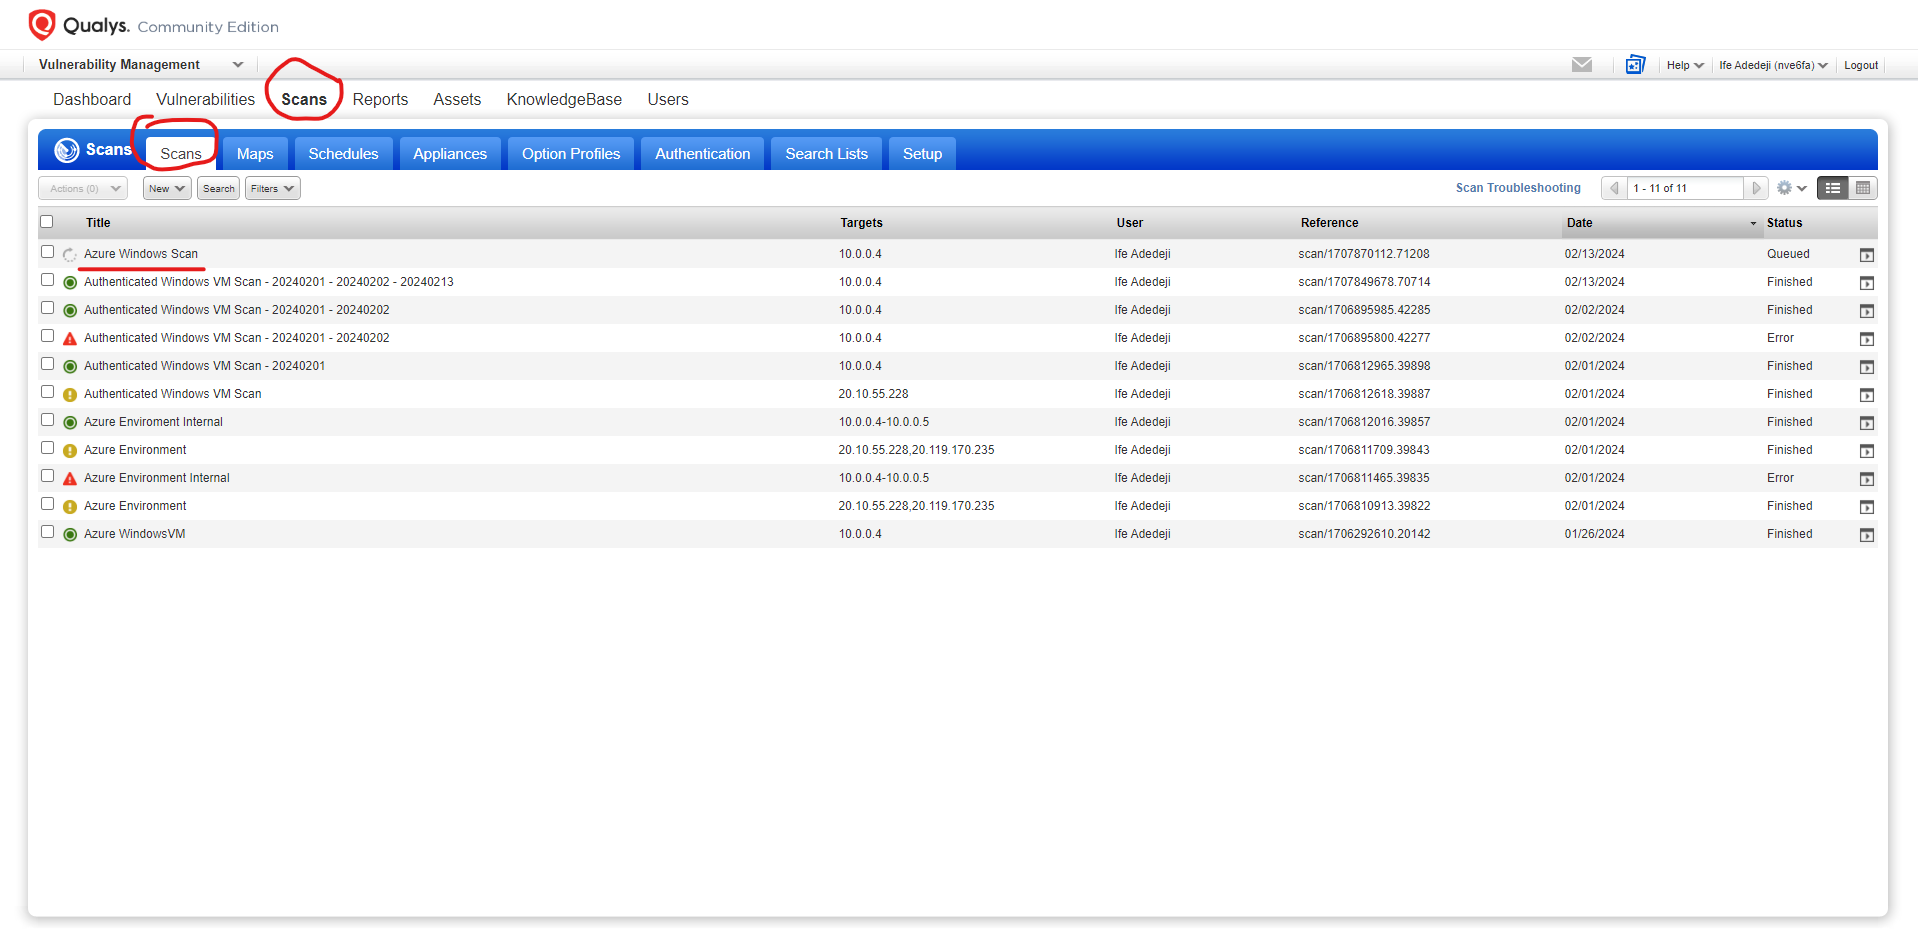 Qualys. Community Edition
Vulnerability Management
Help Ife Adedeji (nve6fa) Logout
Dashboard Vulnerabilities Scans Reports Assets KnowledgeBase Users
Scans Scans Maps Schedules Appliances Option Profiles Authentication Search Lists Setup
Actions (0) New Search Filters Scan Troubleshooting 1 - 11 of 11
Title Targets User Reference Date Status
Azure Windows Scan 10.0.0.4 Ife Adedeji scan/1707870112.71208 02/13/2024 Queued
Authenticated Windows VM Scan - 20240201 - 20240202 - 20240213 10.0.0.4 Ife Adedeji scan/1707849678.70714 02/13/2024 Finished
Authenticated Windows VM Scan - 20240201 - 20240202 10.0.0.4 Ife Adedeji scan/1706895985.42285 02/02/2024 Finished
Authenticated Windows VM Scan - 20240201 - 20240202 10.0.0.4 Ife Adedeji scan/1706895800.42277 02/02/2024 Error
Authenticated Windows VM Scan - 20240201 10.0.0.4 Ife Adedeji scan/1706812965.39898 02/01/2024 Finished
Authenticated Windows VM Scan 20.10.55.228 Ife Adedeji scan/1706812618.39887 02/01/2024 Finished
Azure Enviroment Internal 10.0.0.4-10.0.0.5 Ife Adedeji scan/1706812016.39857 02/01/2024 Finished
Azure Environment 20.10.55.228,20.119.170.235 Ife Adedeji scan/1706811709.39843 02/01/2024 Finished
Azure Environment Internal 10.0.0.4-10.0.0.5 Ife Adedeji scan/1706811465.39835 02/01/2024 Error
Azure Environment 20.10.55.228,20.119.170.235 Ife Adedeji scan/1706810913.39822 02/01/2024 Finished
Azure WindowsVM 10.0.0.4 Ife Adedeji scan/1706292610.20142 01/26/2024 Finished